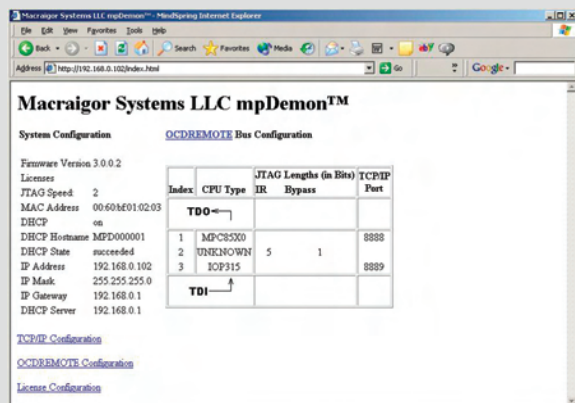 Macraigor Systems LLC mpDemon™ - MindSpring Internet Explorer
File Edit View Favorites Tools Help
Back Search Favorites Media
Address http://192.168.0.102/index.html Go Google
Macraigor Systems LLC mpDemon™
System Configuration
OCDREMOTE Bus Configuration
Firmware Version 3.0.0.2
Licenses
JTAG Speed: 2
MAC Address 00:60:bf:01:02:03
DHCP on
DHCP Hostname MPD000001
DHCP State succeeded
IP Address 192.168.0.102
IP Mask 255.255.255.0
IP Gateway 192.168.0.1
DHCP Server 192.168.0.1
JTAG Lengths (in Bits) TCP/IP
Index CPU Type IR Bypass Port
TDO
1 MPC85X0 8888
2 UNKNOWN 5 1
3 IOP315 8889
TDI
TCP/IP Configuration
OCDREMOTE Configuration
License Configuration